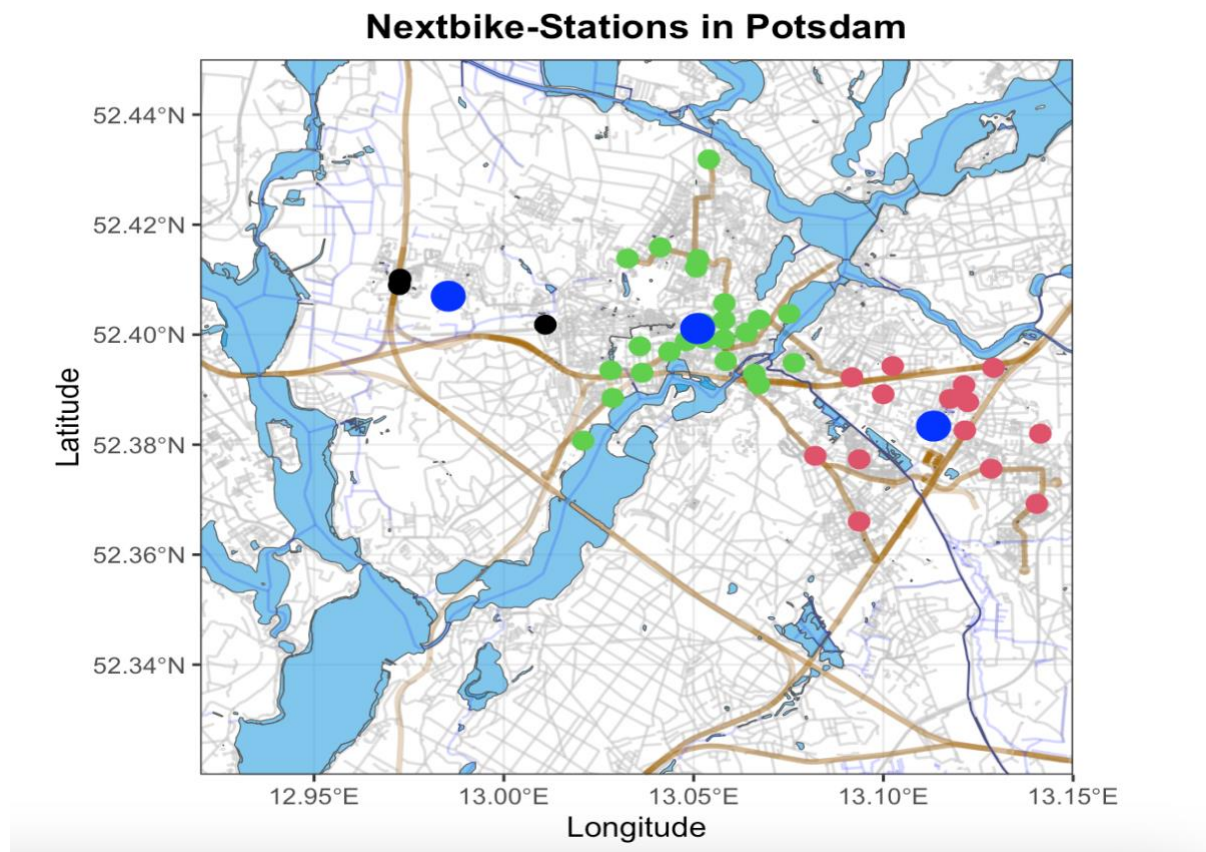 Nextbike-Stations in Potsdam
52.44°N
52.42°N
52.40°N
52.38°N
52.36°N
52.34°N
Latitude
12.95°E 13.00°E 13.05°E 13.10°E 13.15°E
Longitude